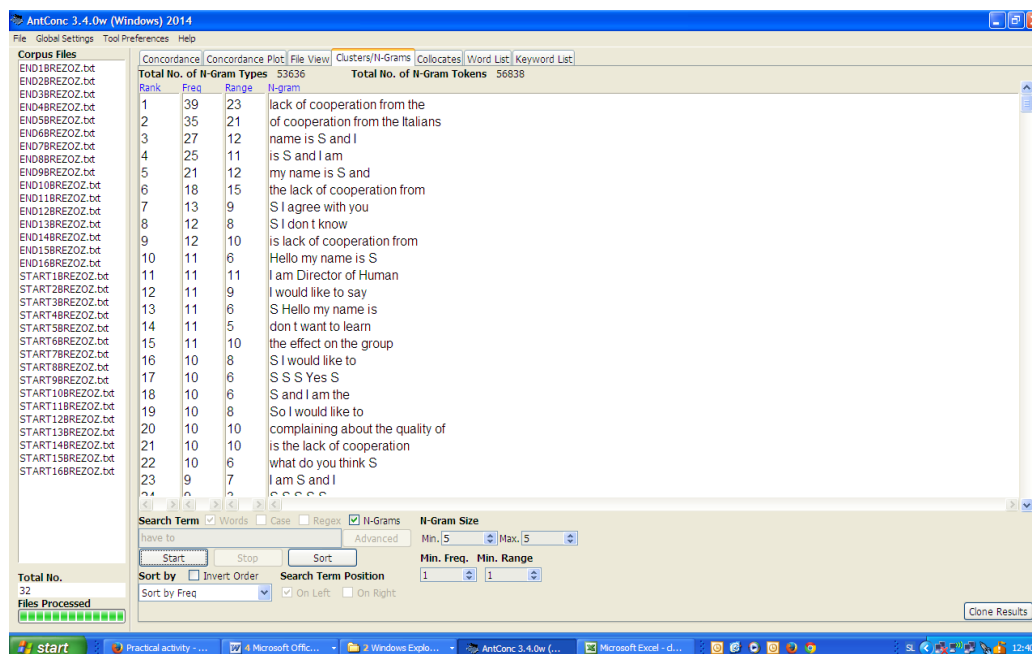 AntConc 3.4.0w (Windows) 2014
File Global Settings Tool Preferences Help
Corpus Files
END1BREZOZ.txt
END2BREZOZ.txt
END3BREZOZ.txt
END4BREZOZ.txt
END5BREZOZ.txt
END6BREZOZ.txt
END7BREZOZ.txt
END8BREZOZ.txt
END9BREZOZ.txt
END10BREZOZ.txt
END11BREZOZ.txt
END12BREZOZ.txt
END13BREZOZ.txt
END14BREZOZ.txt
END15BREZOZ.txt
END16BREZOZ.txt
START1BREZOZ.txt
START2BREZOZ.txt
START3BREZOZ.txt
START4BREZOZ.txt
START5BREZOZ.txt
START6BREZOZ.txt
START7BREZOZ.txt
START8BREZOZ.txt
START9BREZOZ.txt
START10BREZOZ.txt
START11BREZOZ.txt
START12BREZOZ.txt
START13BREZOZ.txt
START14BREZOZ.txt
START15BREZOZ.txt
START16BREZOZ.txt
Total No.
32
Files Processed
Concordance Concordance Plot File View Clusters/N-Grams Collocates Word List Keyword List
Total No. of N-Gram Types 53636 Total No. of N-Gram Tokens 56838
Rank Freq Range N-gram
1 39 23 lack of cooperation from the
2 35 21 of cooperation from the Italians
3 27 12 name is S and I
4 25 11 is S and I am
5 21 12 my name is S and
6 18 15 the lack of cooperation from
7 13 9 S I agree with you
8 12 8 S I don t know
9 12 10 is lack of cooperation from
10 11 6 Hello my name is S
11 11 11 I am Director of Human
12 11 9 I would like to say
13 11 6 S Hello my name is
14 11 5 don t want to learn
15 11 10 the effect on the group
16 10 8 S I would like to
17 10 6 S S S Yes S
18 10 6 S and I am the
19 10 8 So I would like to
20 10 10 complaining about the quality of
21 10 10 is the lack of cooperation
22 10 6 what do you think S
23 9 7 I am S and I
Search Term Words Case Regex N-Grams N-Gram Size
have to Advanced Min. 5 Max. 5
Start Stop Sort Min. Freq. Min. Range
Sort by Invert Order Search Term Position 1 1
Sort by Freq On Left On Right
Clone Results
start Practical activity - ... 4 Microsoft Offic... 2 Windows Explo... AntConc 3.4.0w (... Microsoft Excel - d... SL